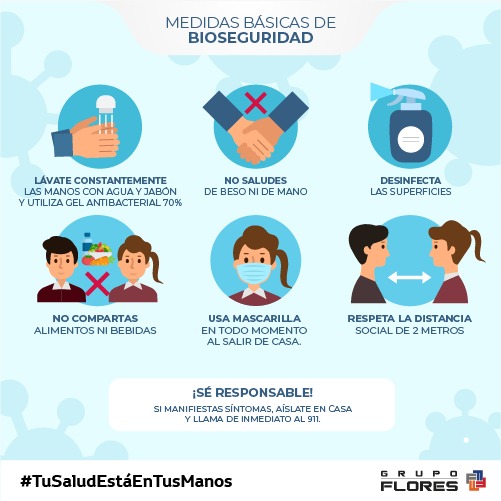 MEDIDAS BÁSICAS DE
BIOSEGURIDAD
LÁVATE CONSTANTEMENTE
LAS MANOS CON AGUA Y JABÓN
Y UTILIZA GEL ANTIBACTERIAL 70%
NO SALUDES
DE BESO NI DE MANO
DESINFECTA
LAS SUPERFICIES
NO COMPARTAS
ALIMENTOS NI BEBIDAS
USA MASCARILLA
EN TODO MOMENTO
AL SALIR DE CASA.
RESPETA LA DISTANCIA
SOCIAL DE 2 METROS
¡SÉ RESPONSABLE!
SI MANIFIESTAS SÍNTOMAS, AÍSLATE EN CASA
Y LLAMA DE INMEDIATO AL 911.
#TuSaludEstáEnTusManos
GRUPO
FLORES